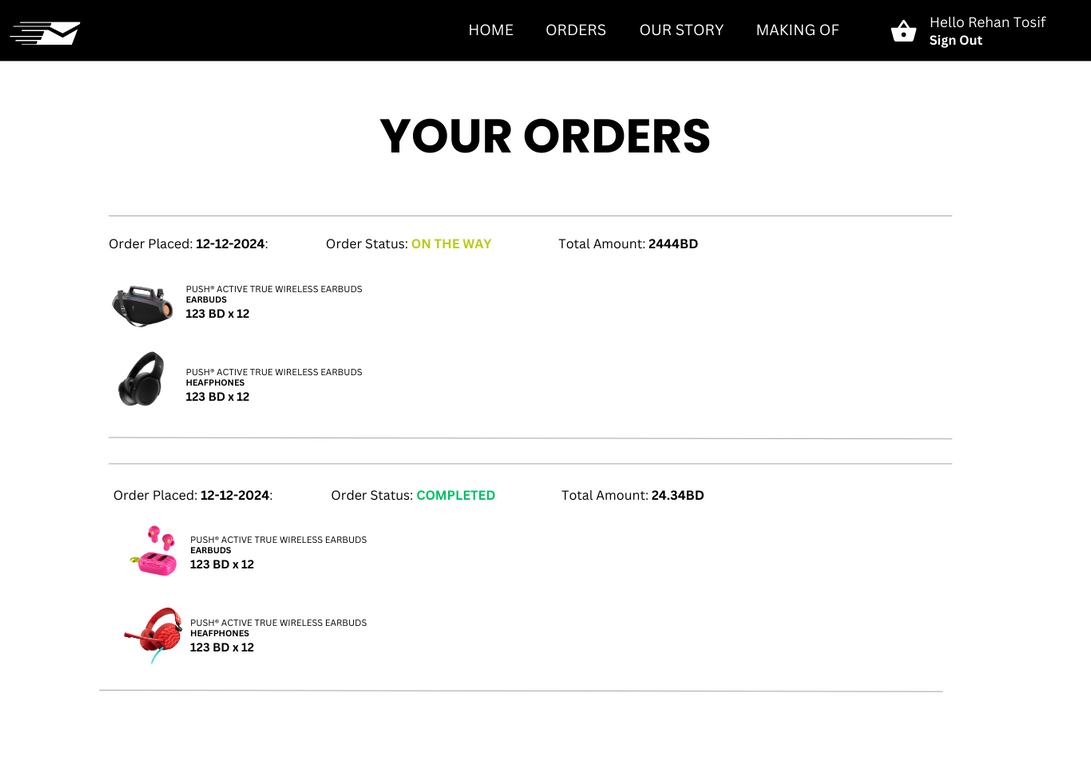 HOME ORDERS OUR STORY MAKING OF
Hello Rehan Tosif
Sign Out
YOUR ORDERS
Order Placed: 12-12-2024: Order Status: ON THE WAY Total Amount: 2444BD
PUSH® ACTIVE TRUE WIRELESS EARBUDS
EARBUDS
123 BD x 12
PUSH® ACTIVE TRUE WIRELESS EARBUDS
HEAFPHONES
123 BD x 12
Order Placed: 12-12-2024: Order Status: COMPLETED Total Amount: 24.34BD
PUSH® ACTIVE TRUE WIRELESS EARBUDS
EARBUDS
123 BD x 12
PUSH® ACTIVE TRUE WIRELESS EARBUDS
HEAFPHONES
123 BD x 12